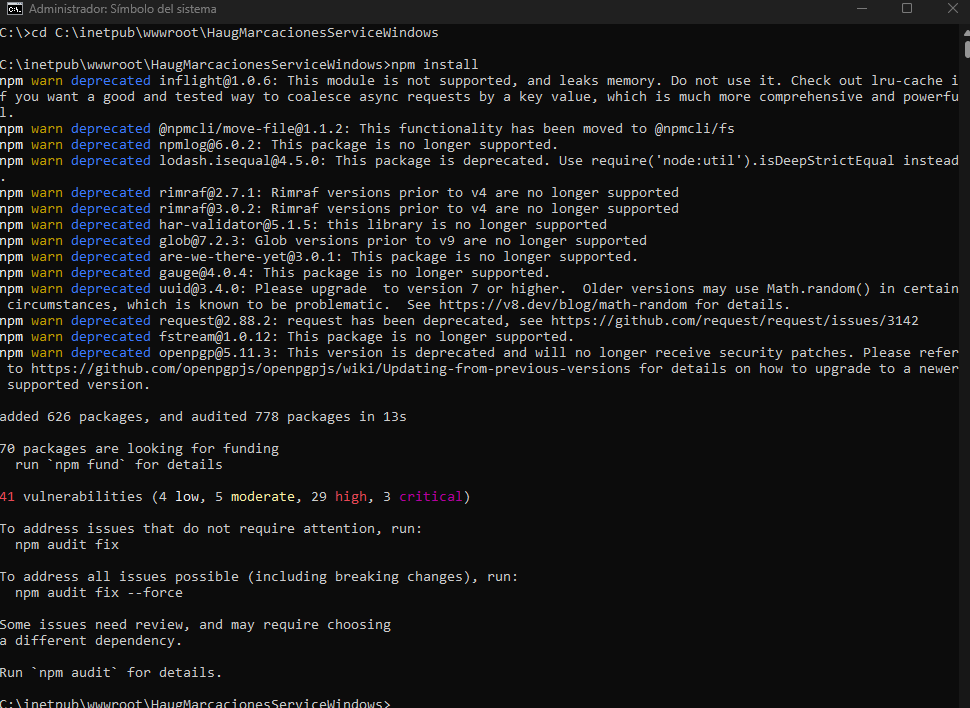 Administrador: Símbolo del sistema
C:\>cd C:\inetpub\wwwroot\HaugMarcacionesServiceWindows
C:\inetpub\wwwroot\HaugMarcacionesServiceWindows>npm install
npm warn deprecated inflight@1.0.6: This module is not supported, and leaks memory. Do not use it. Check out lru-cache i
f you want a good and tested way to coalesce async requests by a key value, which is much more comprehensive and powerfu
l.
npm warn deprecated @npmcli/move-file@1.1.2: This functionality has been moved to @npmcli/fs
npm warn deprecated npmlog@6.0.2: This package is no longer supported.
npm warn deprecated lodash.isequal@4.5.0: This package is deprecated. Use require('node:util').isDeepStrictEqual instead
.
npm warn deprecated rimraf@2.7.1: Rimraf versions prior to v4 are no longer supported
npm warn deprecated rimraf@3.0.2: Rimraf versions prior to v4 are no longer supported
npm warn deprecated har-validator@5.1.5: this library is no longer supported
npm warn deprecated glob@7.2.3: Glob versions prior to v9 are no longer supported
npm warn deprecated are-we-there-yet@3.0.1: This package is no longer supported.
npm warn deprecated gauge@4.0.4: This package is no longer supported.
npm warn deprecated uuid@3.4.0: Please upgrade  to version 7 or higher.  Older versions may use Math.random() in certain
 circumstances, which is known to be problematic.  See https://v8.dev/blog/math-random for details.
npm warn deprecated request@2.88.2: request has been deprecated, see https://github.com/request/request/issues/3142
npm warn deprecated fstream@1.0.12: This package is no longer supported.
npm warn deprecated openpgp@5.11.3: This version is deprecated and will no longer receive security patches. Please refer
 to https://github.com/openpgpjs/openpgpjs/wiki/Updating-from-previous-versions for details on how to upgrade to a newer
 supported version.
added 626 packages, and audited 778 packages in 13s
70 packages are looking for funding
  run `npm fund` for details
41 vulnerabilities (4 low, 5 moderate, 29 high, 3 critical)
To address issues that do not require attention, run:
  npm audit fix
To address all issues possible (including breaking changes), run:
  npm audit fix --force
Some issues need review, and may require choosing
a different dependency.
Run `npm audit` for details.
C:\inetpub\wwwroot\HaugMarcacionesServiceWindows>